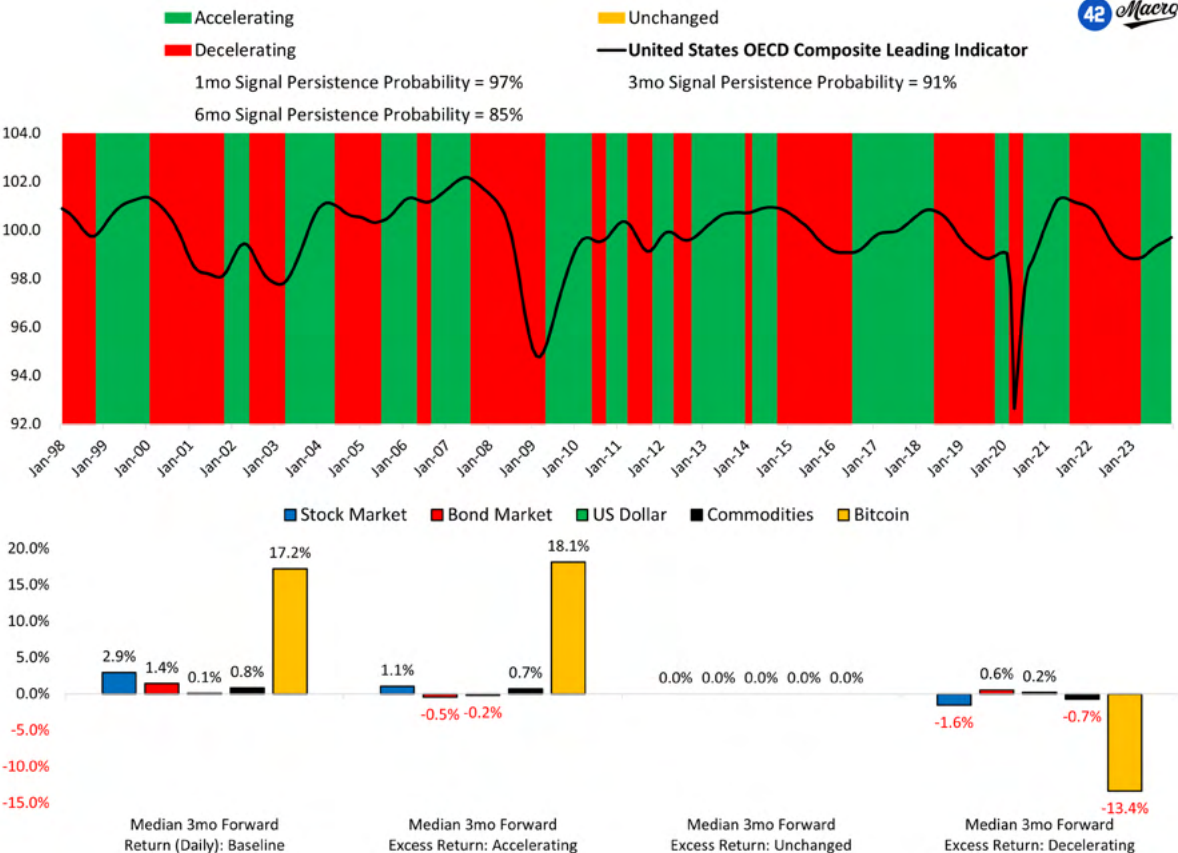 Accelerating
Unchanged
42 Macro
Decelerating
United States OECD Composite Leading Indicator
1mo Signal Persistence Probability = 97%
3mo Signal Persistence Probability = 91%
6mo Signal Persistence Probability = 85%
104.0
102.0
100.0
98.0
96.0
94.0
92.0
Jan-98
Jan-99
Jan-00
Jan-01
Jan-02
Jan-03
Jan-04
Jan-05
Jan-06
Jan-07
Jan-08
Jan-09
Jan-10
Jan-11
Jan-12
Jan-13
Jan-14
Jan-15
Jan-16
Jan-17
Jan-18
Jan-19
Jan-20
Jan-21
Jan-22
Jan-23
Stock Market Bond Market US Dollar Commodities Bitcoin
20.0%
15.0%
10.0%
5.0%
0.0%
-5.0%
-10.0%
-15.0%
2.9%
1.4%
0.1%
0.8%
17.2%
1.1%
-0.5%
-0.2%
0.7%
18.1%
0.0%
0.0%
0.0%
0.0%
0.0%
-1.6%
0.6%
0.2%
-0.7%
-13.4%
Median 3mo Forward
Return (Daily): Baseline
Median 3mo Forward
Excess Return: Accelerating
Median 3mo Forward
Excess Return: Unchanged
Median 3mo Forward
Excess Return: Decelerating